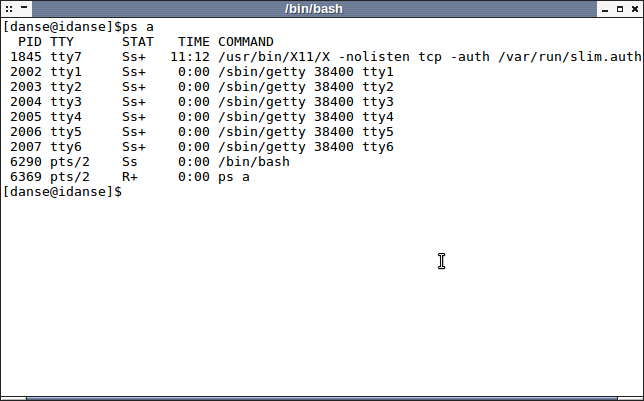 /bin/bash
[danse@idanse]$ps a
  PID TTY      STAT   TIME COMMAND
 1845 tty7     Ss+   11:12 /usr/bin/X11/X -nolisten tcp -auth /var/run/slim.auth
 2002 tty1     Ss+    0:00 /sbin/getty 38400 tty1
 2003 tty2     Ss+    0:00 /sbin/getty 38400 tty2
 2004 tty3     Ss+    0:00 /sbin/getty 38400 tty3
 2005 tty4     Ss+    0:00 /sbin/getty 38400 tty4
 2006 tty5     Ss+    0:00 /sbin/getty 38400 tty5
 2007 tty6     Ss+    0:00 /sbin/getty 38400 tty6
 6290 pts/2    Ss     0:00 /bin/bash
 6369 pts/2    R+     0:00 ps a
[danse@idanse]$